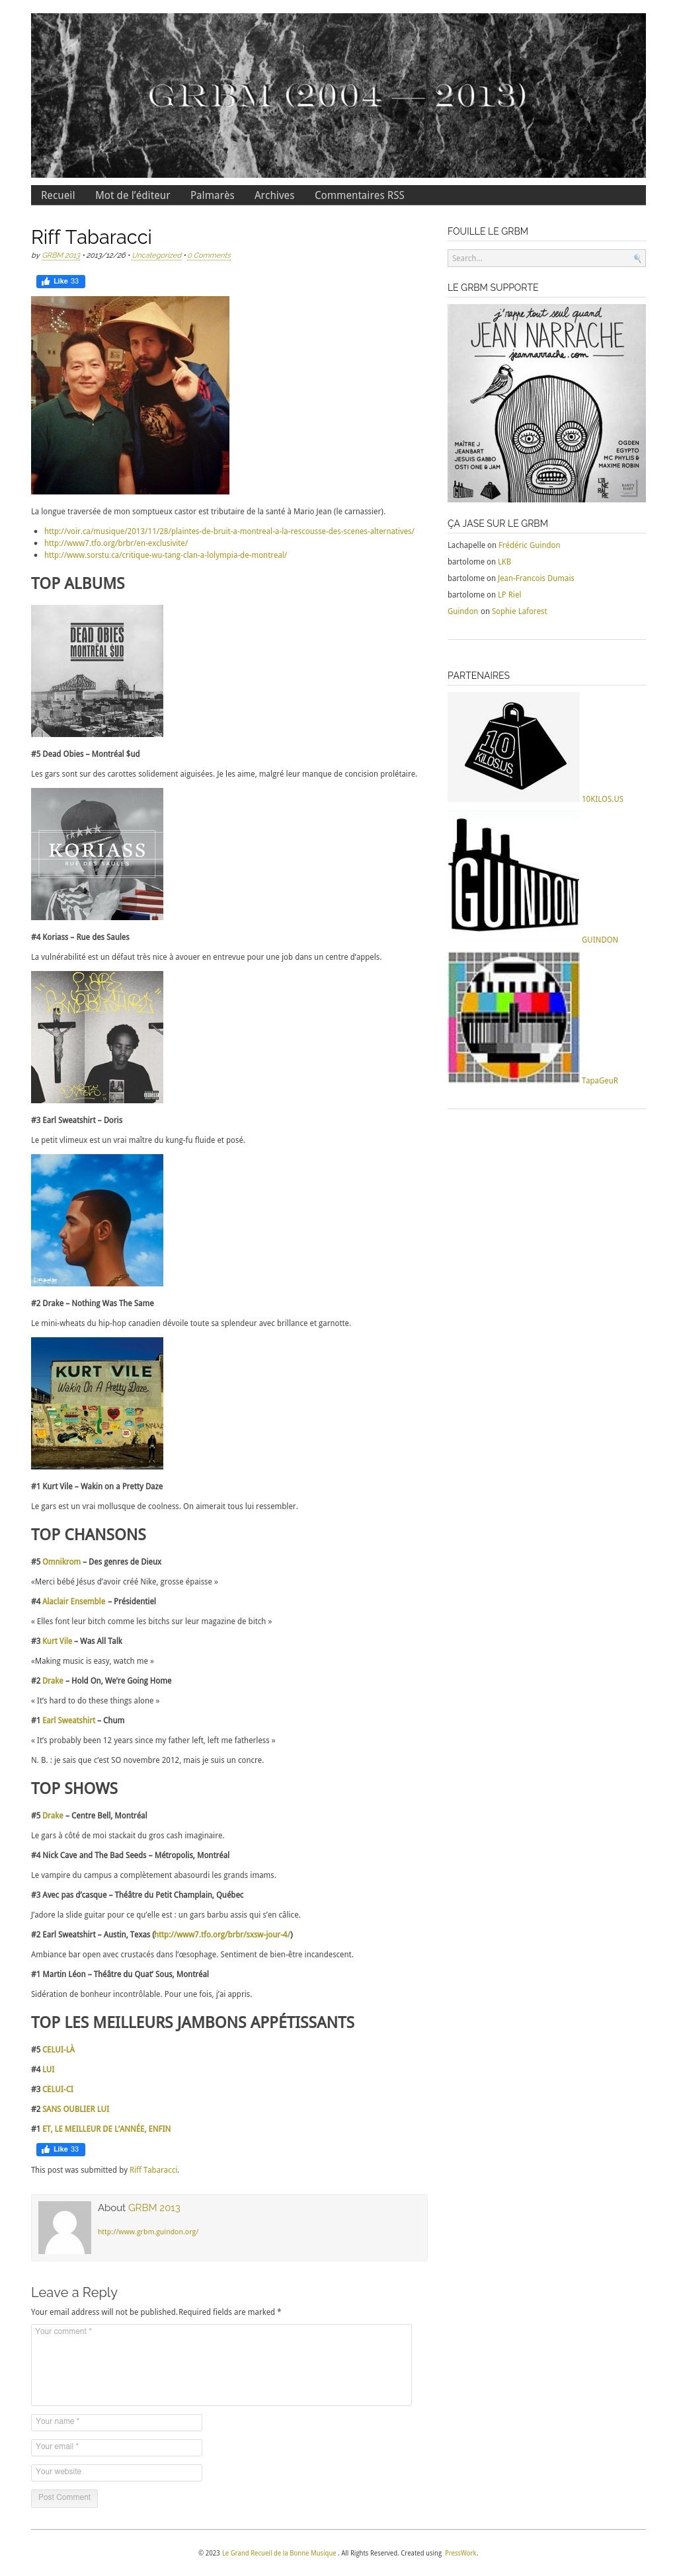 GRBM (2004 — 2013)
Recueil Mot de l'éditeur Palmarès Archives Commentaires RSS
Riff Tabaracci
by GRBM 2013 • 2013/12/26 • Uncategorized • 0 Comments
Like 33
La longue traversée de mon somptueux castor est tributaire de la santé à Mario Jean (le carnassier).
http://voir.ca/musique/2013/11/28/plaintes-de-bruit-a-montreal-a-la-rescousse-des-scenes-alternatives/
http://www7.tfo.org/brbr/en-exclusivite/
http://www.sorstu.ca/critique-wu-tang-clan-a-lolympia-de-montreal/
TOP ALBUMS
DEAD OBIES
MONTRÉAL $UD
#5 Dead Obies – Montréal $ud
Les gars sont sur des carottes solidement aiguisées. Je les aime, malgré leur manque de concision prolétaire.
KORIASS
RUE DES SAULES
#4 Koriass – Rue des Saules
La vulnérabilité est un défaut très nice à avouer en entrevue pour une job dans un centre d'appels.
#3 Earl Sweatshirt – Doris
Le petit vlimeux est un vrai maître du kung-fu fluide et posé.
#2 Drake – Nothing Was The Same
Le mini-wheats du hip-hop canadien dévoile toute sa splendeur avec brillance et garnotte.
KURT VILE
Wakin On A Pretty Daze
#1 Kurt Vile – Wakin on a Pretty Daze
Le gars est un vrai mollusque de coolness. On aimerait tous lui ressembler.
TOP CHANSONS
#5 Omnikrom – Des genres de Dieux
«Merci bébé Jésus d'avoir créé Nike, grosse épaisse »
#4 Alaclair Ensemble – Présidentiel
« Elles font leur bitch comme les bitchs sur leur magazine de bitch »
#3 Kurt Vile – Was All Talk
«Making music is easy, watch me »
#2 Drake – Hold On, We're Going Home
« It's hard to do these things alone »
#1 Earl Sweatshirt – Chum
« It's probably been 12 years since my father left, left me fatherless »
N. B. : je sais que c'est SO novembre 2012, mais je suis un concre.
TOP SHOWS
#5 Drake – Centre Bell, Montréal
Le gars à côté de moi stackait du gros cash imaginaire.
#4 Nick Cave and The Bad Seeds – Métropolis, Montréal
Le vampire du campus a complètement abasourdi les grands imams.
#3 Avec pas d'casque – Théâtre du Petit Champlain, Québec
J'adore la slide guitar pour ce qu'elle est : un gars barbu assis qui s'en câlice.
#2 Earl Sweatshirt – Austin, Texas (http://www7.tfo.org/brbr/sxsw-jour-4/)
Ambiance bar open avec crustacés dans l'œsophage. Sentiment de bien-être incandescent.
#1 Martin Léon – Théâtre du Quat' Sous, Montréal
Sidération de bonheur incontrôlable. Pour une fois, j'ai appris.
TOP LES MEILLEURS JAMBONS APPÉTISSANTS
#5 CELUI-LÀ
#4 LUI
#3 CELUI-CI
#2 SANS OUBLIER LUI
#1 ET, LE MEILLEUR DE L'ANNÉE, ENFIN
Like 33
This post was submitted by Riff Tabaracci.
About GRBM 2013
http://www.grbm.guindon.org/
Leave a Reply
Your email address will not be published. Required fields are marked *
Your comment *
Your name *
Your email *
Your website
Post Comment
FOUILLE LE GRBM
Search...
LE GRBM SUPPORTE
j'rappe tout seul quand
JEAN NARRACHE
jeannarrache.com
MAÎTRE J
JEANBART
JESUIS GABBO
OSTI ONE & JAM
OGDEN
EGYPTO
MC PHYLIS &
MAXIME ROBIN
ÇA JASE SUR LE GRBM
Lachapelle on Frédéric Guindon
bartolome on LKB
bartolome on Jean-Francois Dumais
bartolome on LP Riel
Guindon on Sophie Laforest
PARTENAIRES
10
KILOS.US
10KILOS.US
GUINDON
GUINDON
TapaGeuR
© 2023 Le Grand Recueil de la Bonne Musique . All Rights Reserved. Created using PressWork.